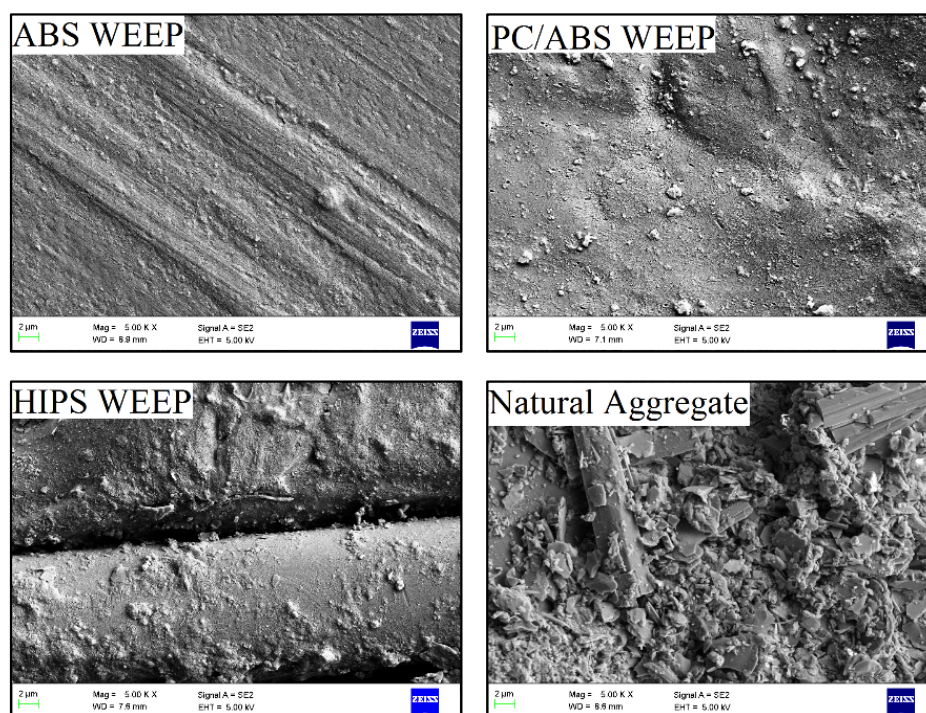 ABS WEEP
2 µm Mag = 5.00 K X Signal A = SE2
WD = 6.9 mm EHT = 5.00 kV ZEISS
PC/ABS WEEP
2 µm Mag = 5.00 K X Signal A = SE2
WD = 7.1 mm EHT = 5.00 kV ZEISS
HIPS WEEP
2 µm Mag = 5.00 K X Signal A = SE2
WD = 7.5 mm EHT = 5.00 kV ZEISS
Natural Aggregate
2 µm Mag = 5.00 K X Signal A = SE2
WD = 6.6 mm EHT = 5.00 kV ZEISS